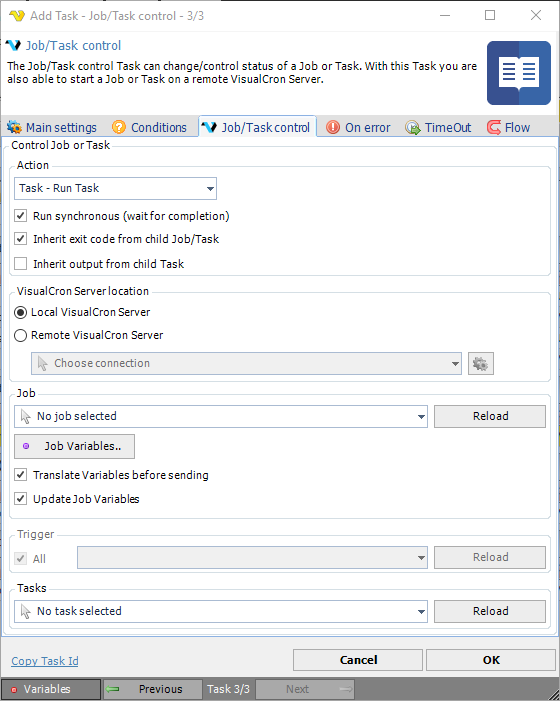 Add Task - Job/Task control - 3/3
Job/Task control
The Job/Task control Task can change/control status of a Job or Task. With this Task you are
also able to start a Job or Task on a remote VisualCron Server.
Main settings Conditions Job/Task control On error TimeOut Flow
Control Job or Task
Action
Task - Run Task
Run synchronous (wait for completion)
Inherit exit code from child Job/Task
Inherit output from child Task
VisualCron Server location
Local VisualCron Server
Remote VisualCron Server
Choose connection
Job
No job selected Reload
Job Variables..
Translate Variables before sending
Update Job Variables
Trigger
All Reload
Tasks
No task selected Reload
Copy Task Id Cancel OK
Variables Previous Task 3/3 Next